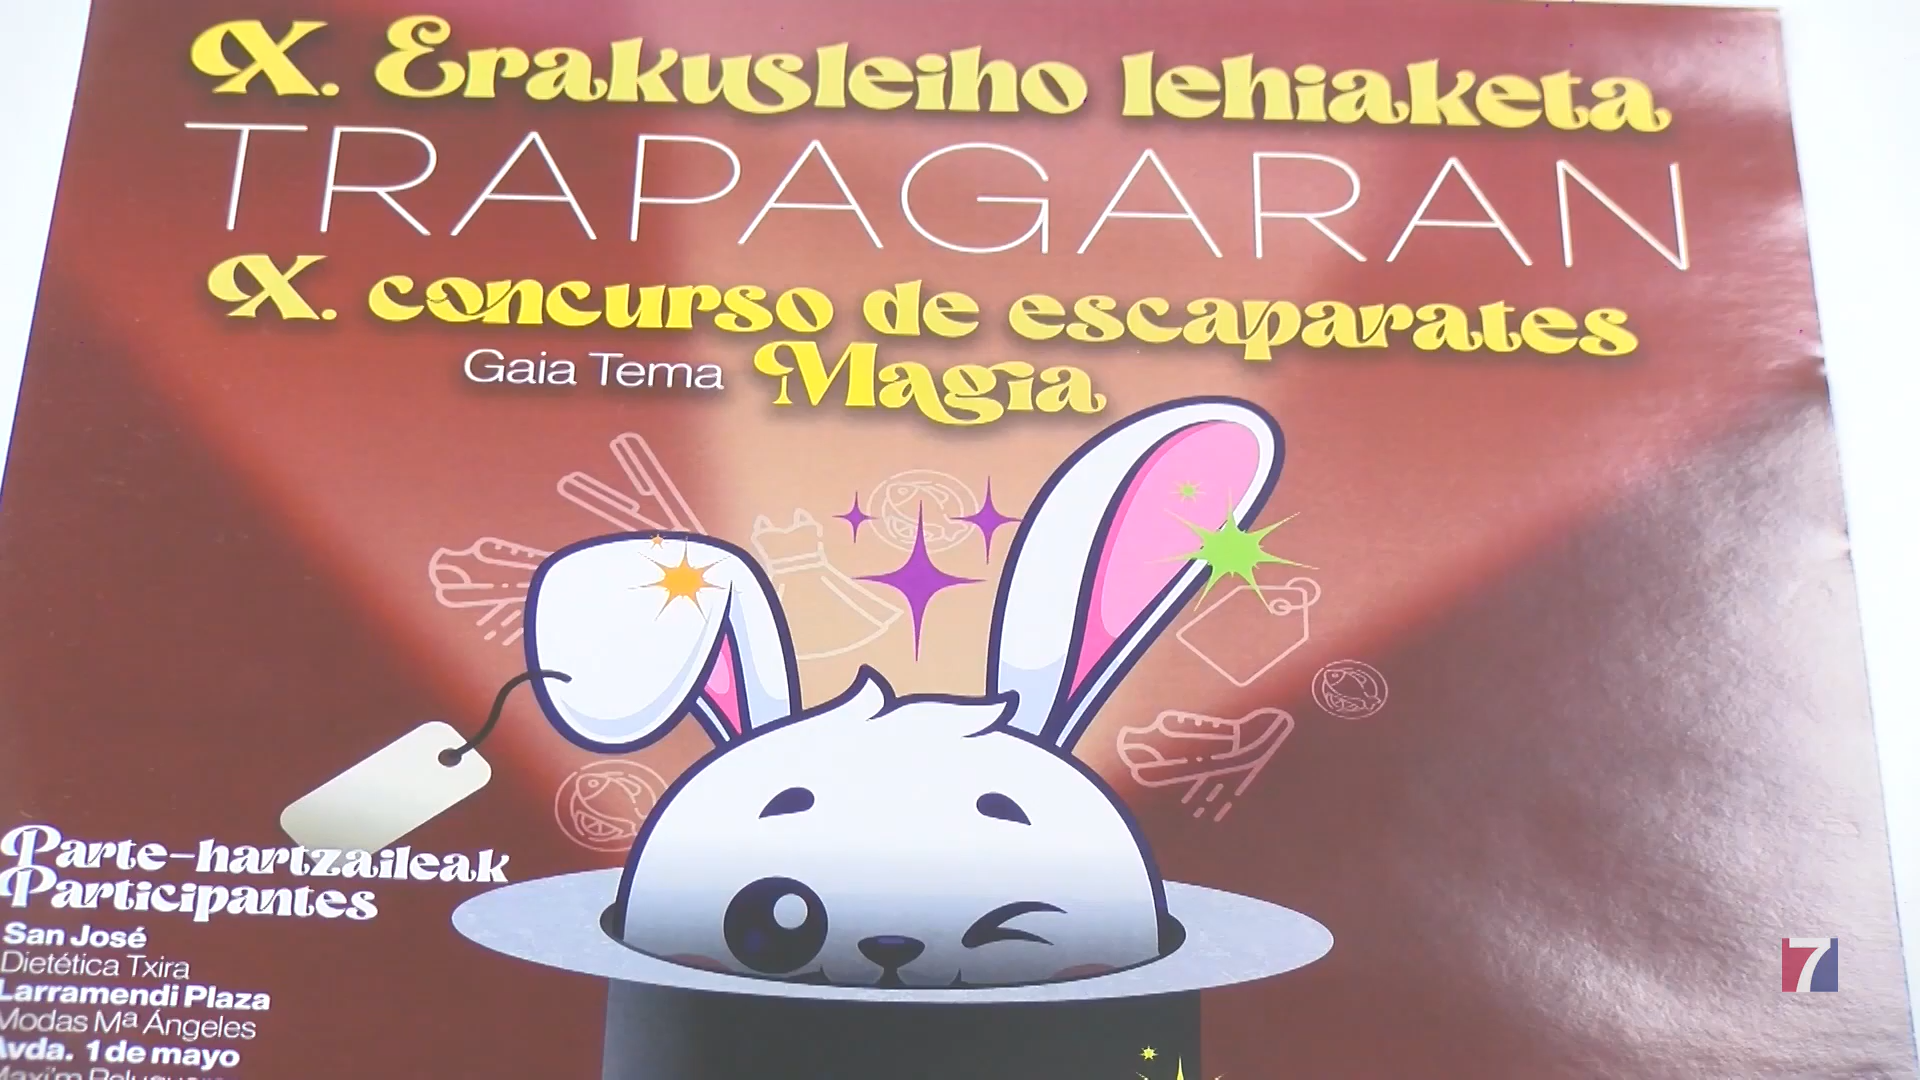 X. Erakusleiho lehiaketa
TRAPAGARAN
X. concurso de escaparates
Gaia Tema Magia
Parte-hartzaileak
Participantes
San José
Dietética Txira
Larramendi Plaza
Modas Mª Ángeles
Avda. 1 de mayo
7